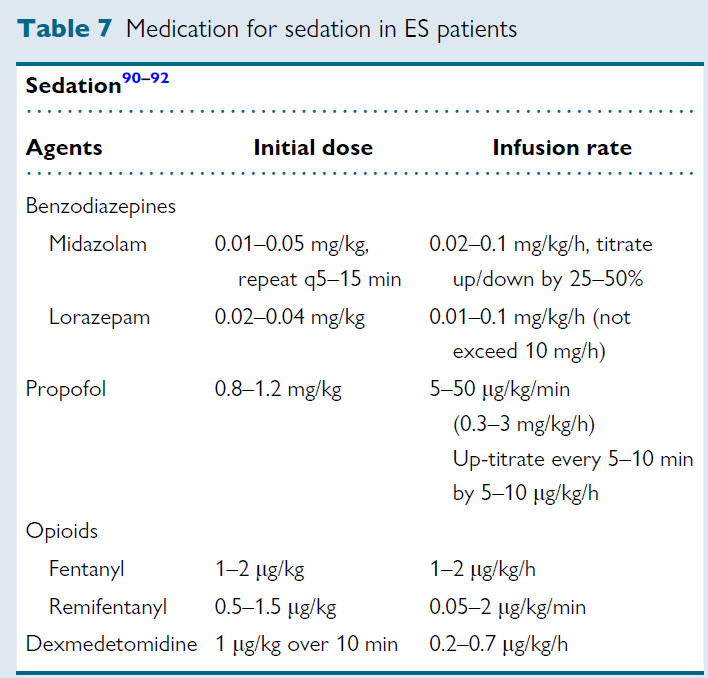 Table 7 Medication for sedation in ES patients
Sedation90–92
Agents Initial dose Infusion rate
Benzodiazepines
Midazolam 0.01–0.05 mg/kg, 0.02–0.1 mg/kg/h, titrate
repeat q5–15 min up/down by 25–50%
Lorazepam 0.02–0.04 mg/kg 0.01–0.1 mg/kg/h (not
exceed 10 mg/h)
Propofol 0.8–1.2 mg/kg 5–50 μg/kg/min
(0.3–3 mg/kg/h)
Up-titrate every 5–10 min
by 5–10 μg/kg/h
Opioids
Fentanyl 1–2 μg/kg 1–2 μg/kg/h
Remifentanyl 0.5–1.5 μg/kg 0.05–2 μg/kg/min
Dexmedetomidine 1 μg/kg over 10 min 0.2–0.7 μg/kg/h